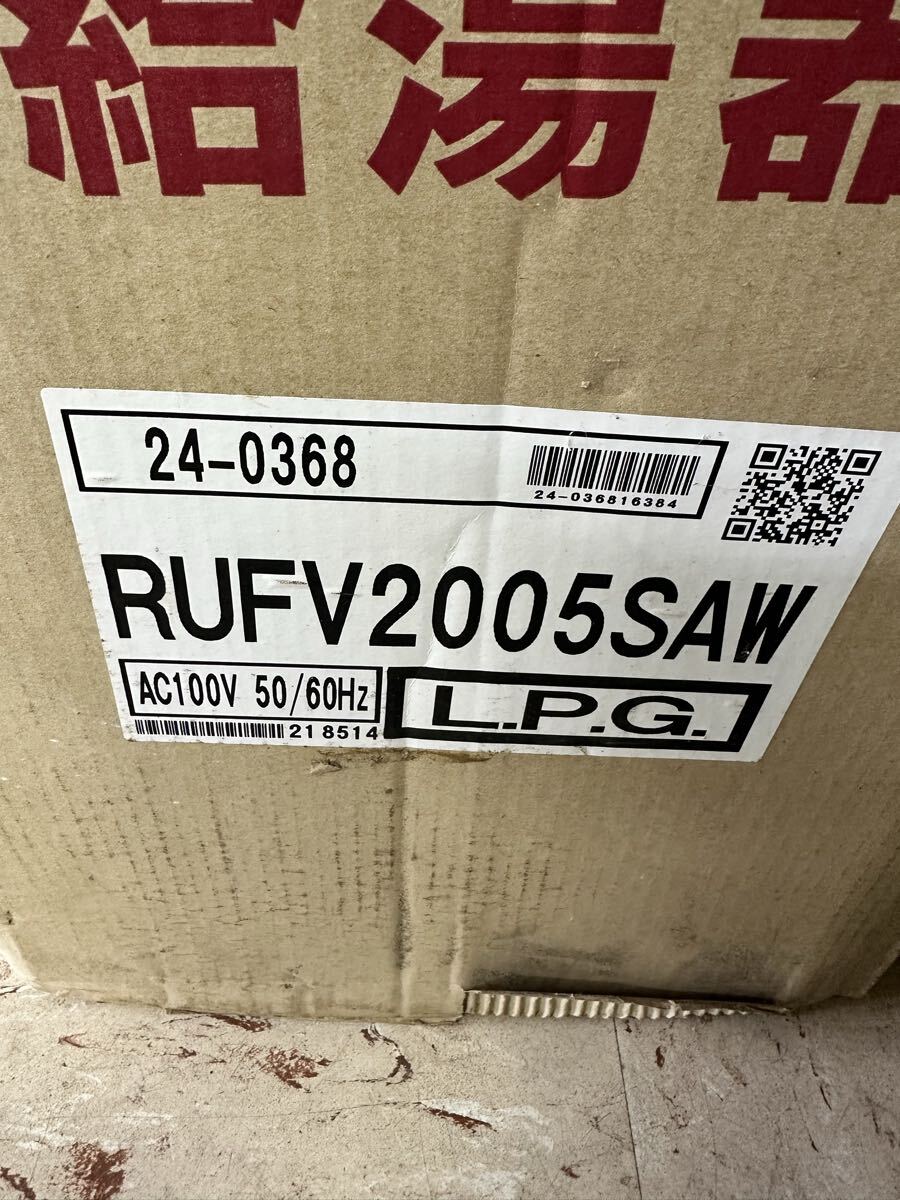 給湯器
24-0368
24-036816384
RUFV2005SAW
AC100V 50/60Hz
L.P.G.
218514